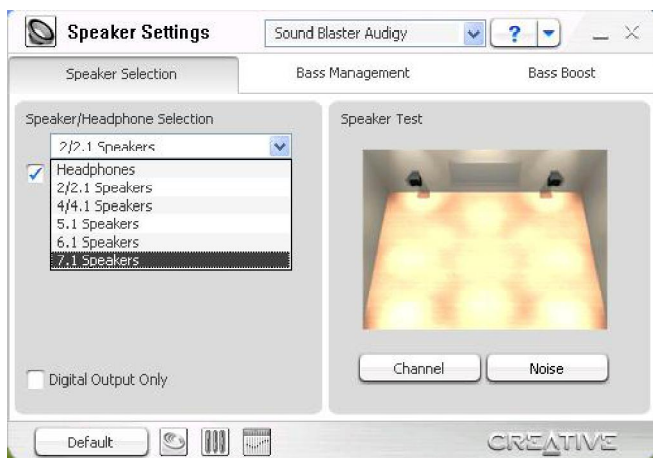 Speaker Settings
Sound Blaster Audigy
?
Speaker Selection
Bass Management
Bass Boost
Speaker/Headphone Selection
2/2.1 Speakers
Headphones
2/2.1 Speakers
4/4.1 Speakers
5.1 Speakers
6.1 Speakers
7.1 Speakers
Digital Output Only
Speaker Test
Channel
Noise
Default
CREATIVE